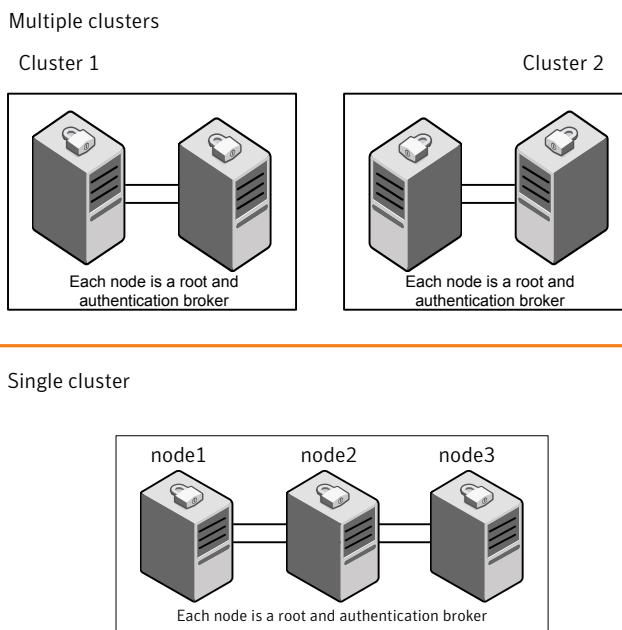 Multiple clusters
Cluster 1
Cluster 2
Each node is a root and
authentication broker
Each node is a root and
authentication broker
Single cluster
node1
node2
node3
Each node is a root and authentication broker